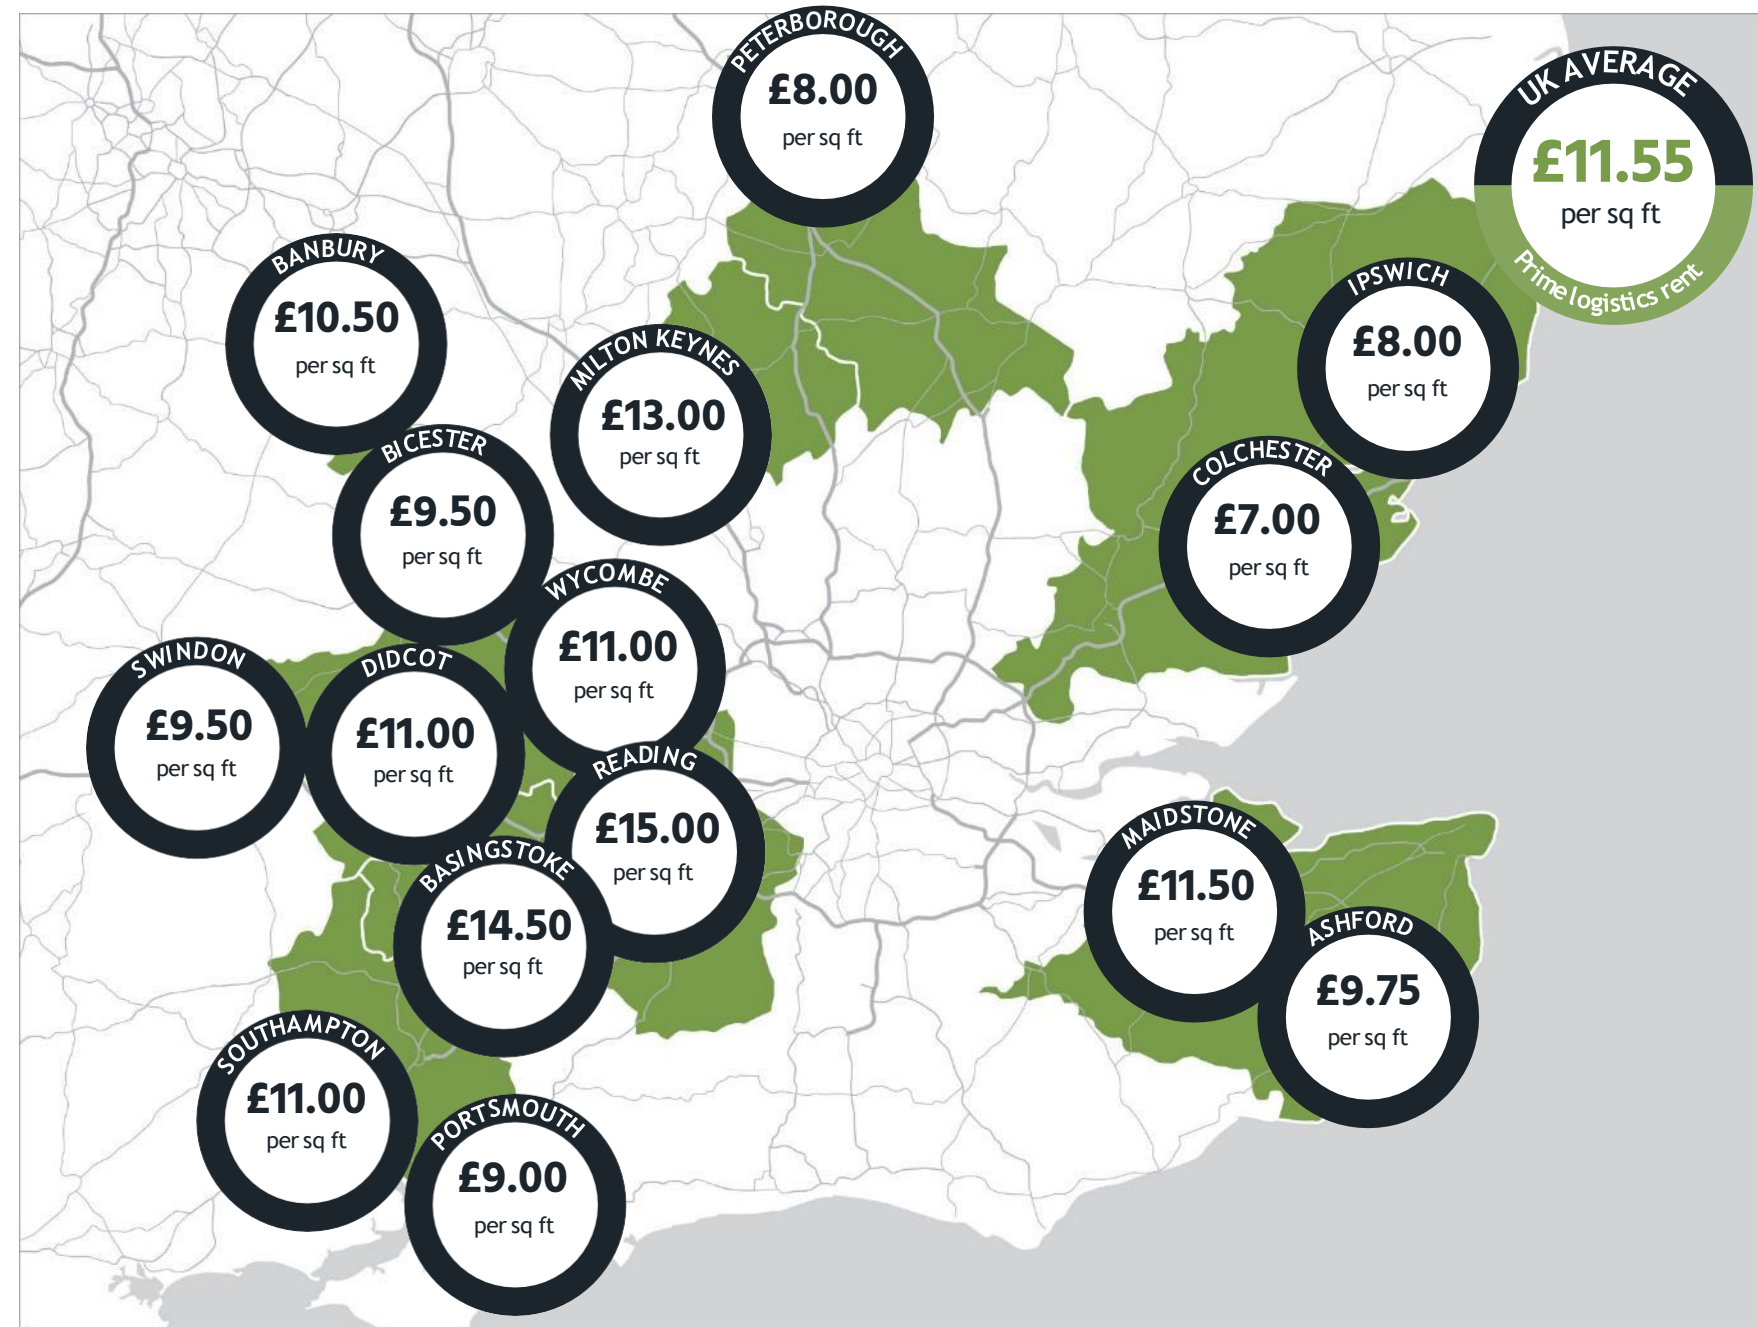 PETERBOROUGH
£8.00
per sq ft
UK AVERAGE
£11.55
per sq ft
Prime logistics rent
BANBURY
£10.50
per sq ft
IPSWICH
£8.00
per sq ft
MILTON KEYNES
£13.00
per sq ft
BICESTER
£9.50
per sq ft
COLCHESTER
£7.00
per sq ft
WYCOMBE
£11.00
per sq ft
SWINDON
£9.50
per sq ft
DIDCOT
£11.00
per sq ft
READING
£15.00
per sq ft
MAIDSTONE
£11.50
per sq ft
BASINGSTOKE
£14.50
per sq ft
ASHFORD
£9.75
per sq ft
SOUTHAMPTON
£11.00
per sq ft
PORTSMOUTH
£9.00
per sq ft